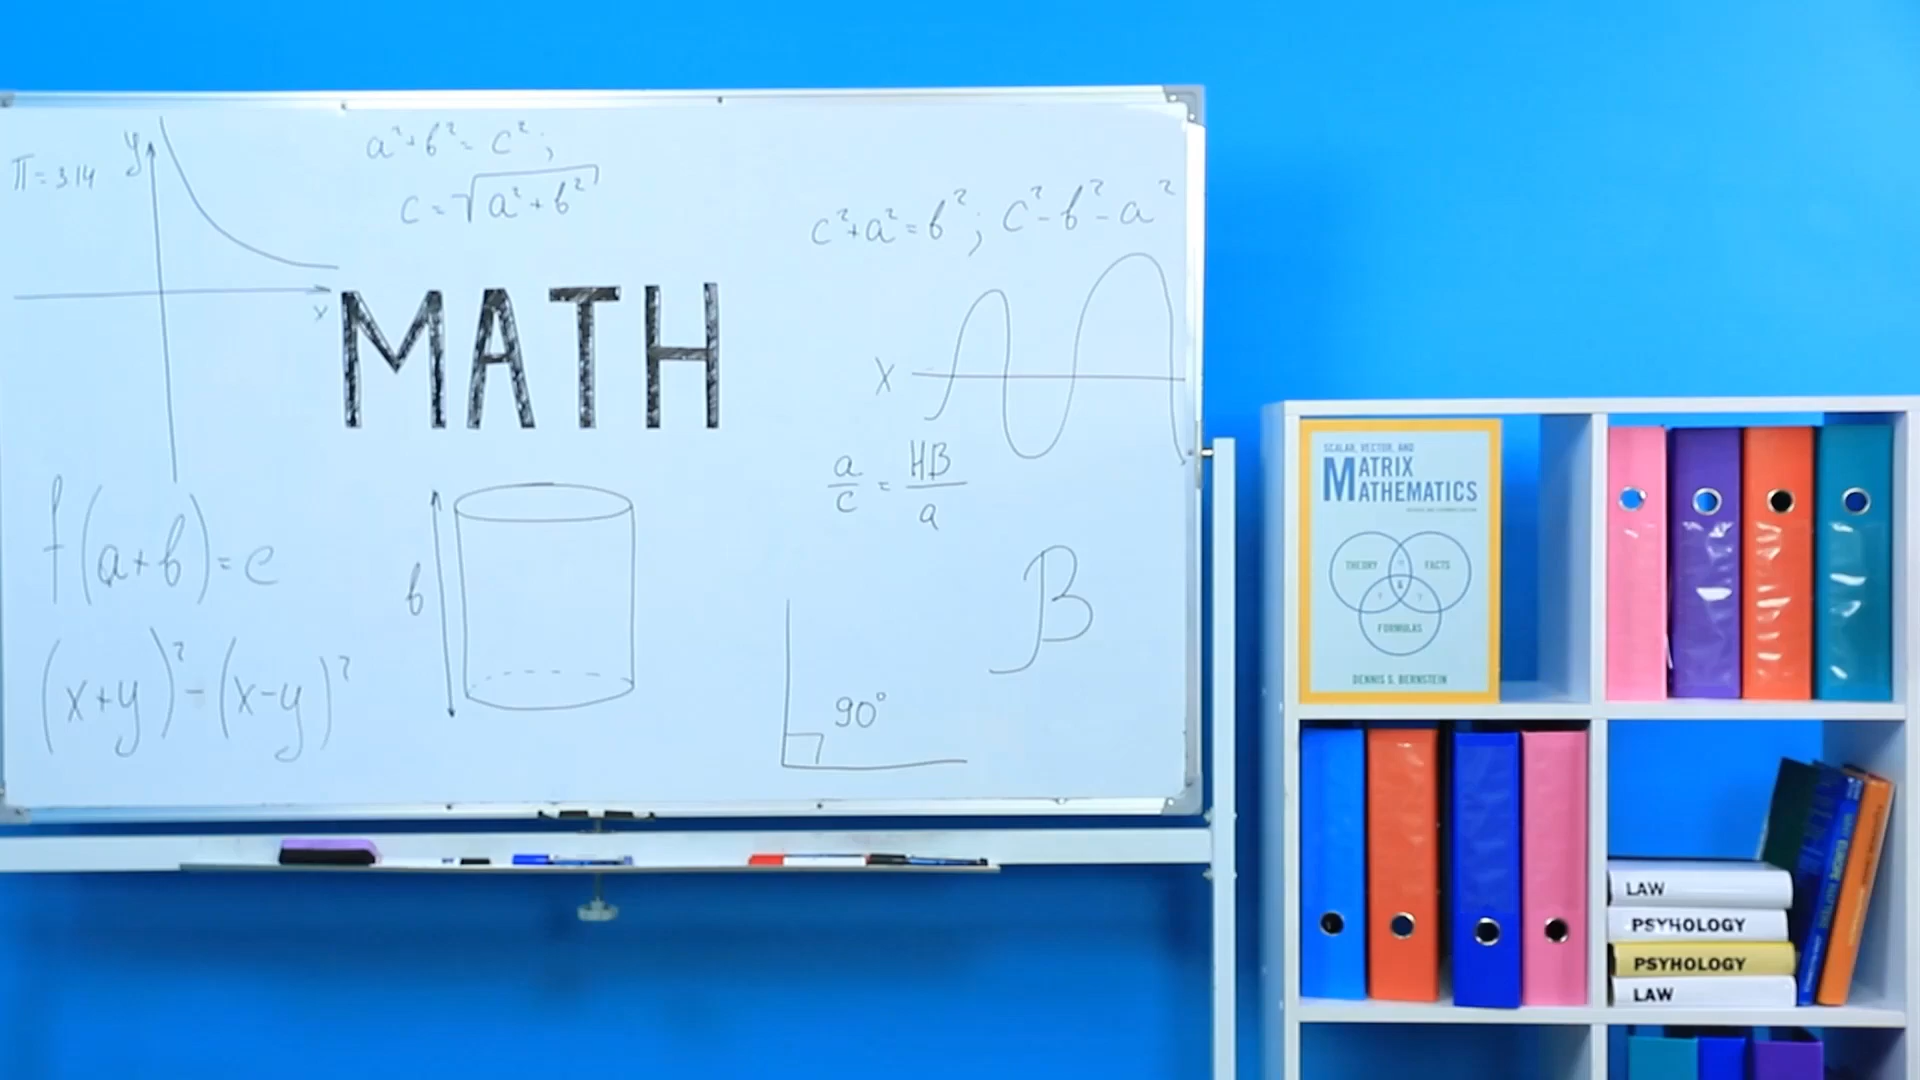 π=3.14
y
x
a²+b²=c²;
c=√a²+b²
MATH
c²+a²=b²; c²-b²-a²
x
a/c = HB/a
f(a+b)=c
(x+y)²-(x-y)²
b
90°
β
SCALAR, VECTOR, AND
MATRIX
MATHEMATICS
THEORY
FACTS
FORMULAS
DENNIS S. BERNSTEIN
LAW
PSYHOLOGY
PSYHOLOGY
LAW